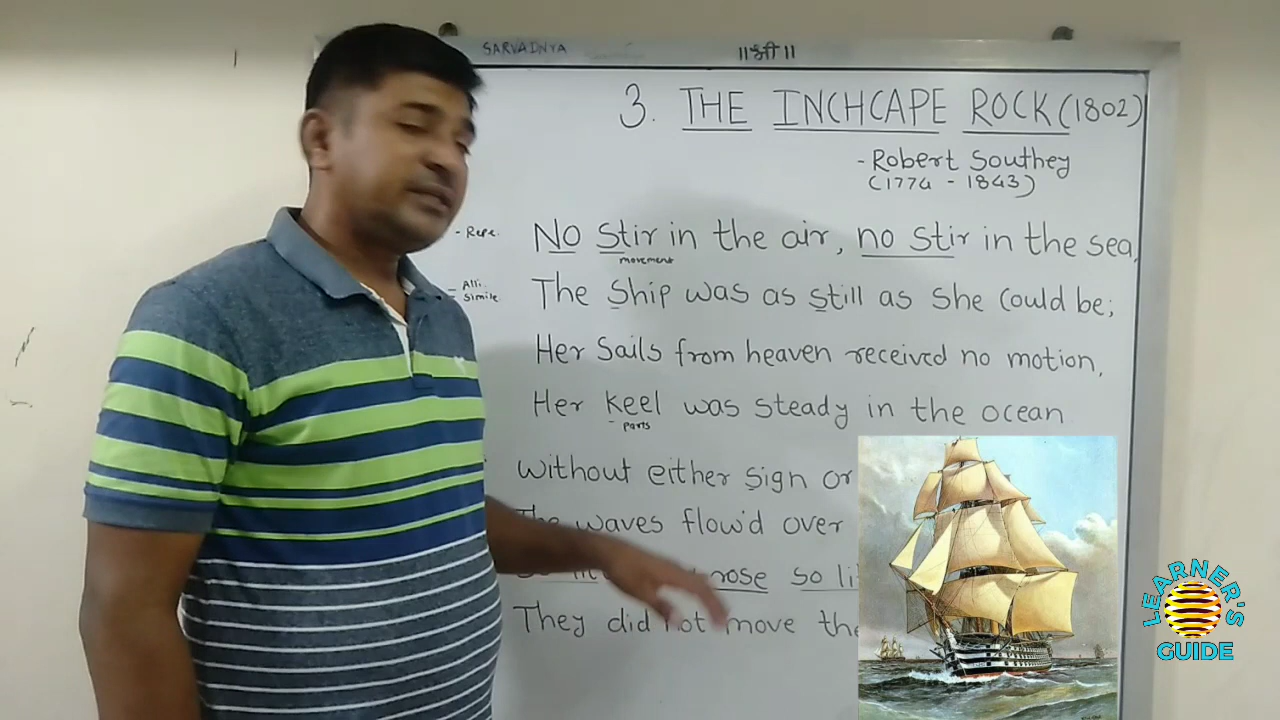 SARVADNYA
॥श्री॥
3. THE INCHCAPE ROCK (1802)
- Robert Southey
(1774 - 1843)
- Repe.
No stir in the air, no stir in the sea,
movement
= Alli.
Simile
The Ship was as still as she could be;
Her Sails from heaven received no motion,
Her keel was steady in the ocean
- parts
without either sign or
The waves flow'd over
rose so li
They did not move the
LEARNER'S
GUIDE